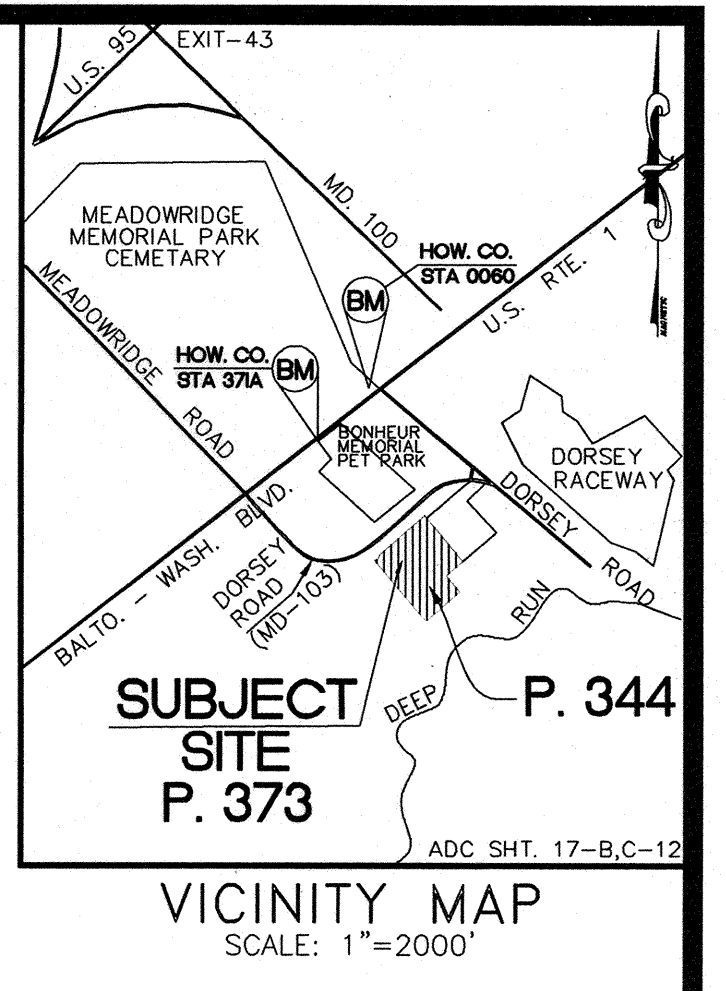 U.S. 95
EXIT-43
MEADOWRIDGE
MEMORIAL PARK
CEMETARY
MD. 100
HOW. CO.
STA 0060
BM
U.S. RTE. 1
MAGNETIC
MEADOWRIDGE ROAD
HOW. CO.
STA 371A
BM
BONHEUR
MEMORIAL
PET PARK
DORSEY
RACEWAY
DORSEY ROAD
BALTO. - WASH. BLVD.
DORSEY
ROAD
(MD-103)
DEEP RUN
SUBJECT
SITE
P. 373
P. 344
ADC SHT. 17-B,C-12
VICINITY MAP
SCALE: 1"=2000'